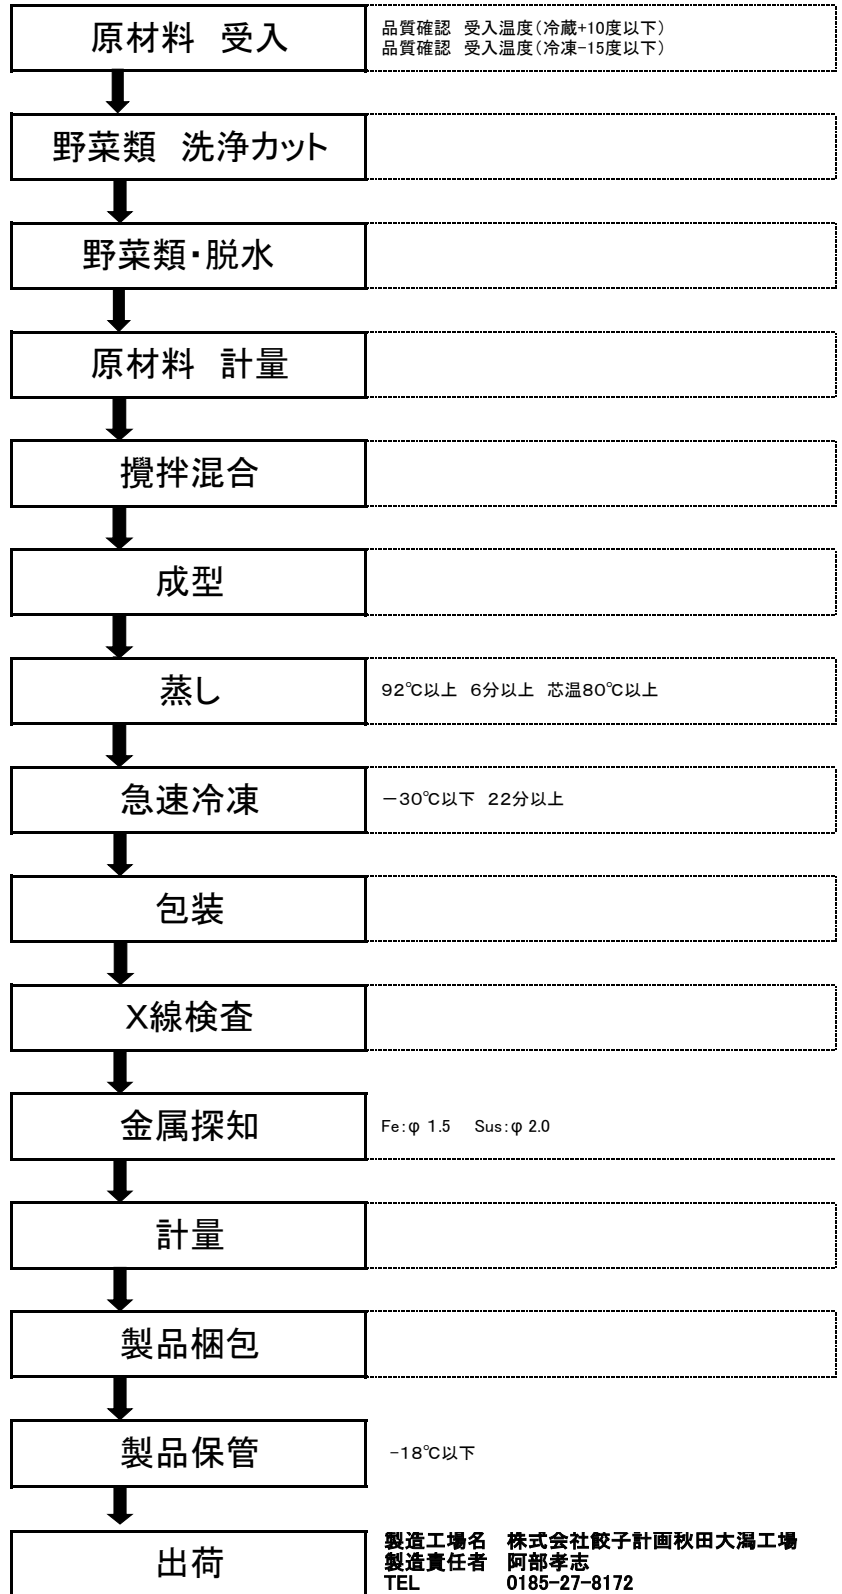 原材料　受入
品質確認　受入温度（冷蔵+10度以下）
品質確認　受入温度（冷凍-15度以下）
野菜類　洗浄カット
野菜類・脱水
原材料　計量
攪拌混合
成型
蒸し
92℃以上　6分以上　芯温80℃以上
急速冷凍
－30℃以下　22分以上
包装
X線検査
金属探知
Fe：φ 1.5　Sus：φ 2.0
計量
製品梱包
製品保管
-18℃以下
出荷
製造工場名　株式会社餃子計画秋田大潟工場
製造責任者　阿部孝志
TEL　0185-27-8172